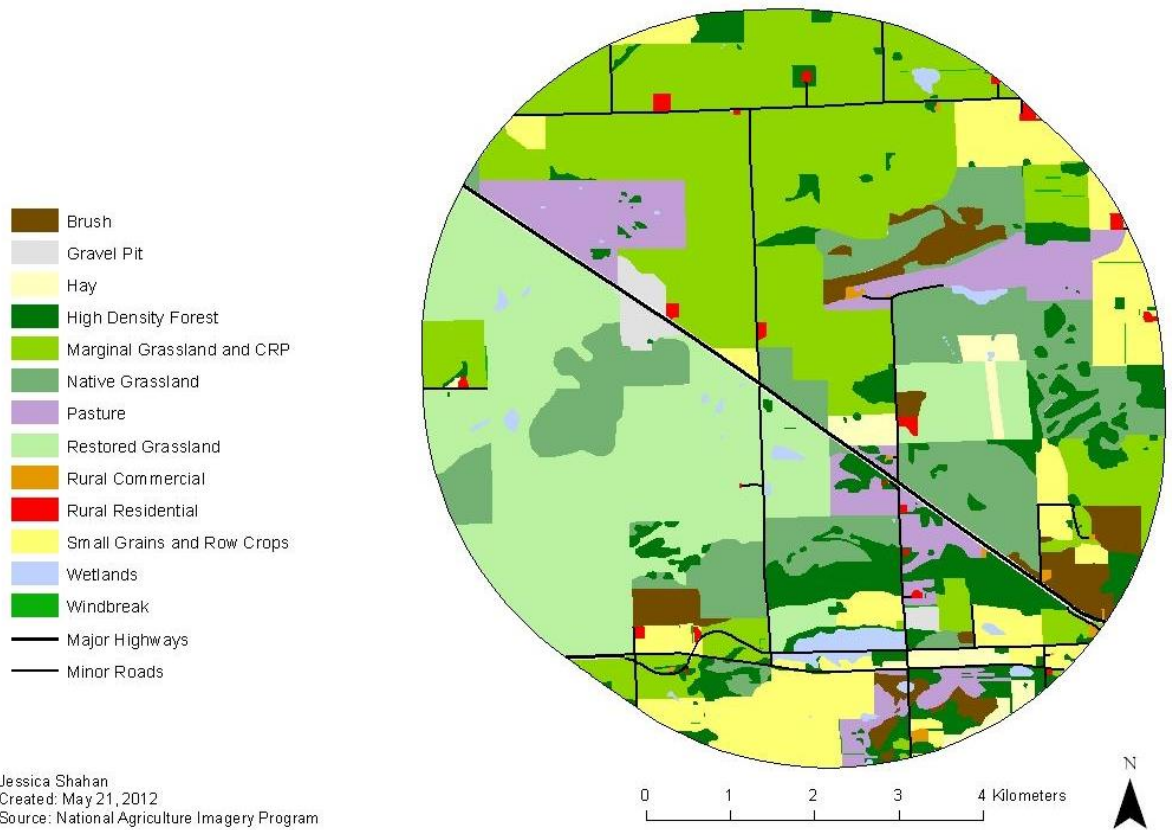 Brush
Gravel Pit
Hay
High Density Forest
Marginal Grassland and CRP
Native Grassland
Pasture
Restored Grassland
Rural Commercial
Rural Residential
Small Grains and Row Crops
Wetlands
Windbreak
Major Highways
Minor Roads
Jessica Shahan
Created: May 21, 2012
Source: National Agriculture Imagery Program
0 1 2 3 4 Kilometers
N